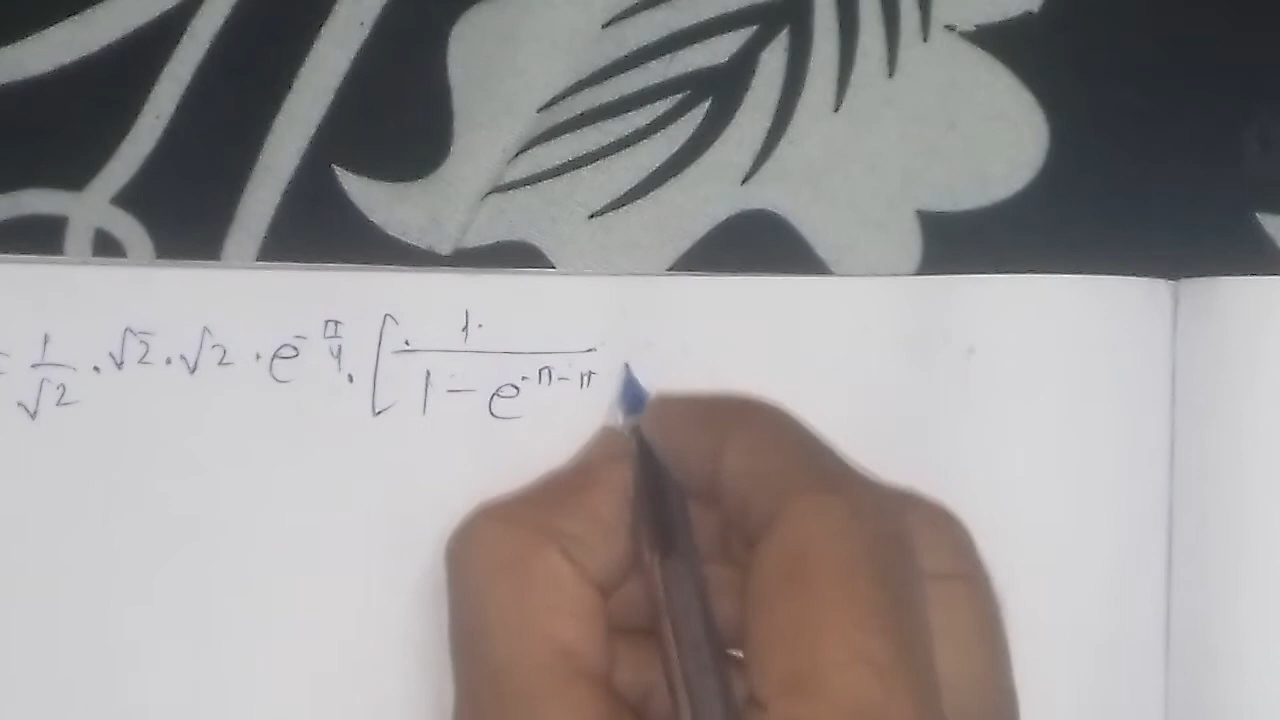 = 1/√2 . √2 . √2 . e^-π/4 . [ 1 / 1 - e^-π-π